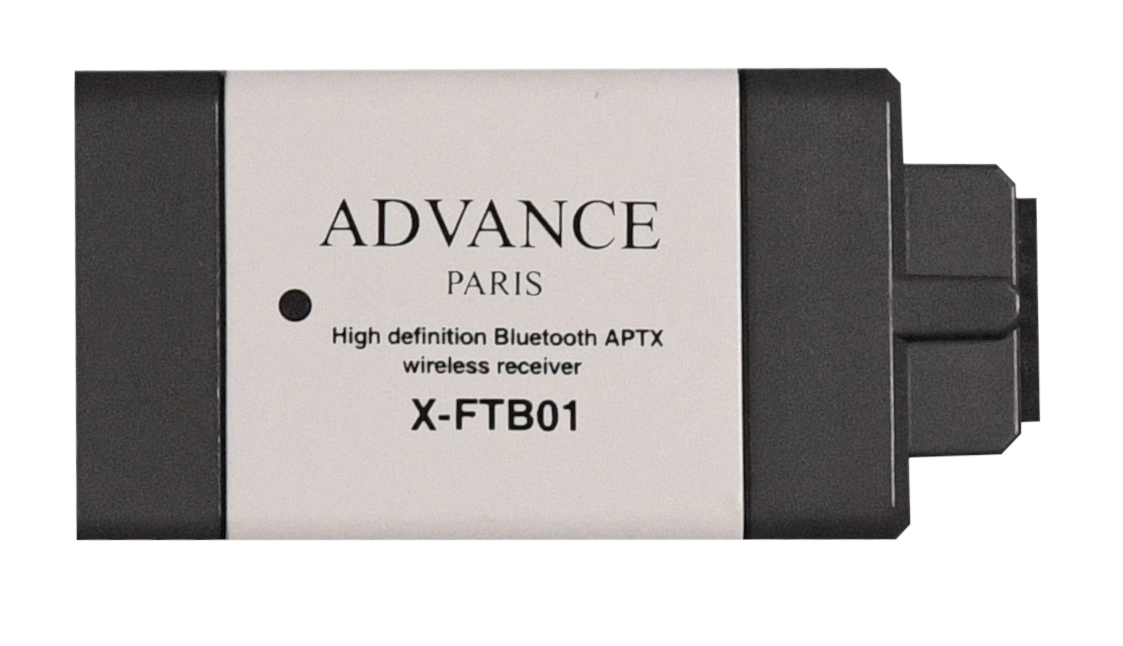 ADVANCE
PARIS
High definition Bluetooth APTX
wireless receiver
X-FTB01